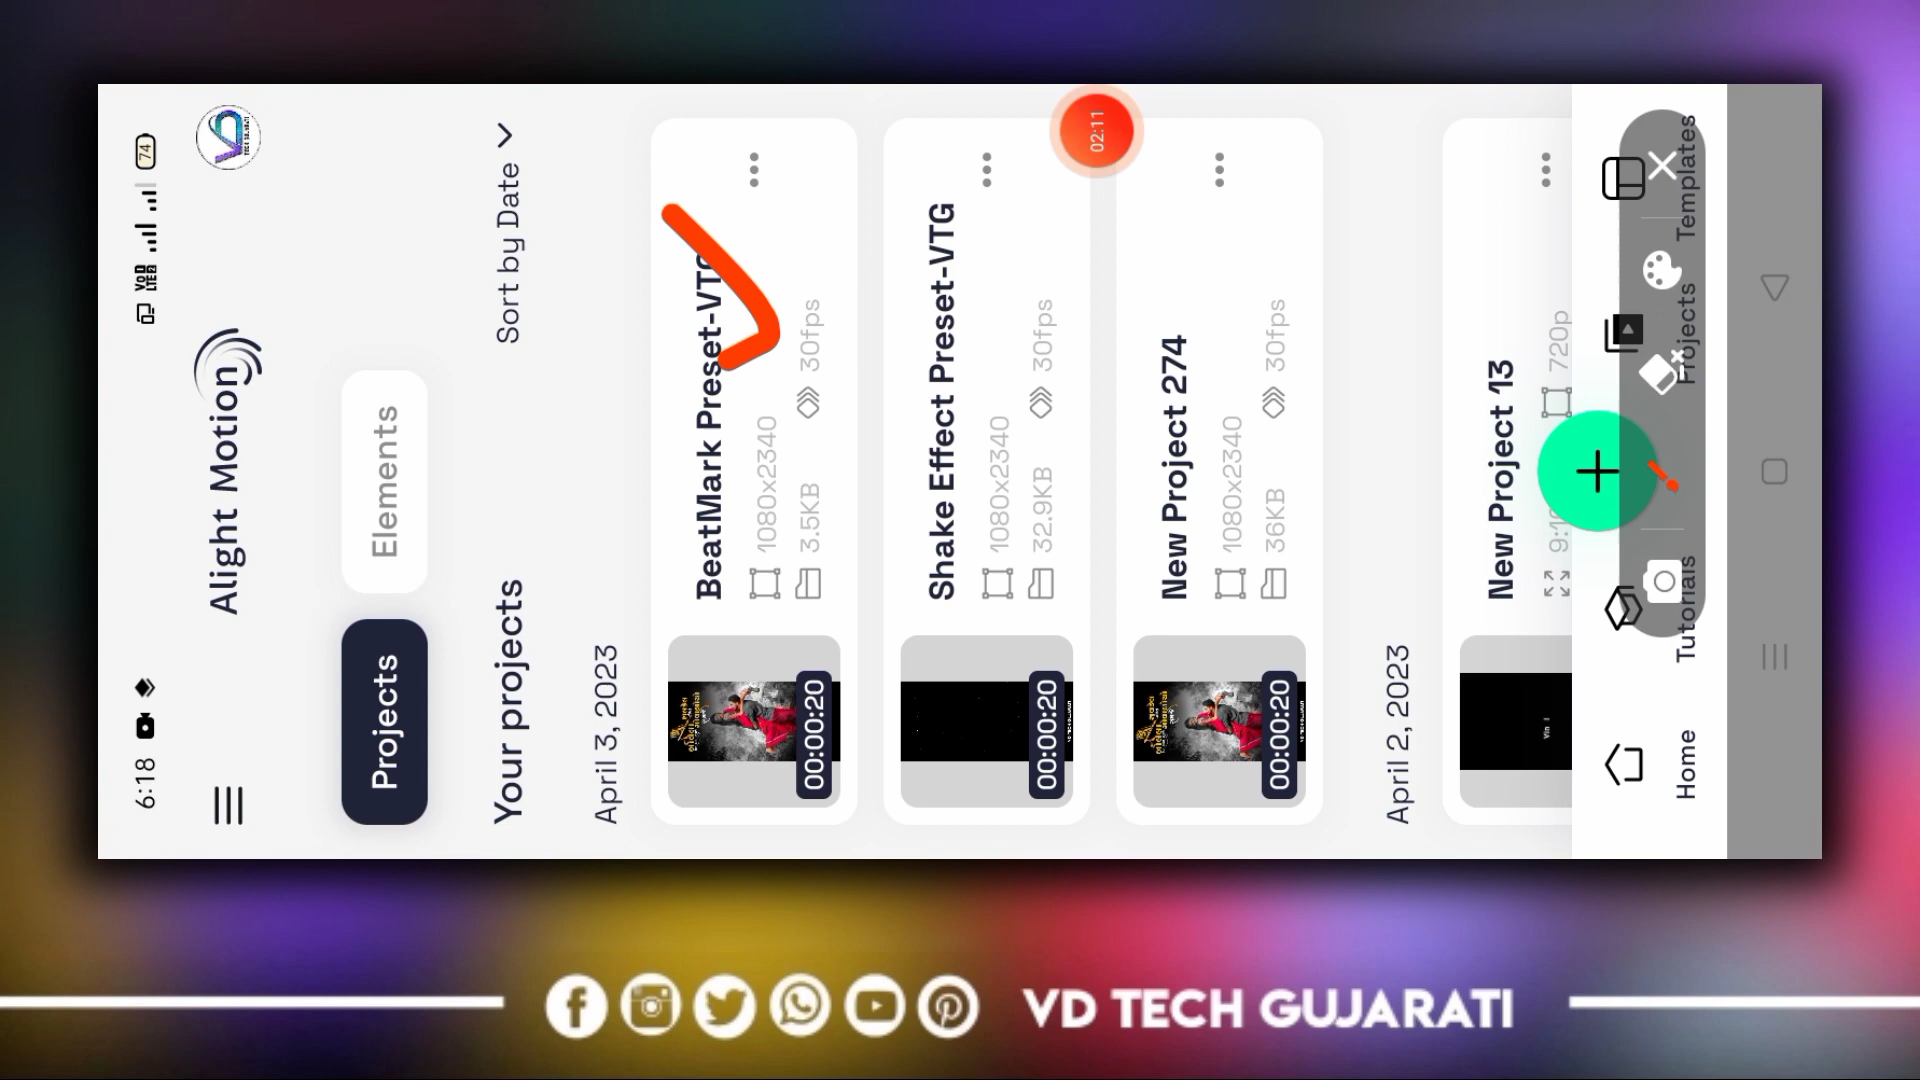 6:18
VoD
LTE2
74
Alight Motion
Projects
Elements
Your projects
Sort by Date
April 3, 2023
BeatMark Preset-VTG
1080x2340
3.5KB
30fps
00:00:20
Shake Effect Preset-VTG
1080x2340
32.9KB
30fps
00:00:20
02:11
New Project 274
1080x2340
36KB
30fps
00:00:20
April 2, 2023
New Project 13
720p
Home
Tutorials
Projects
Templates
VD TECH GUJARATI